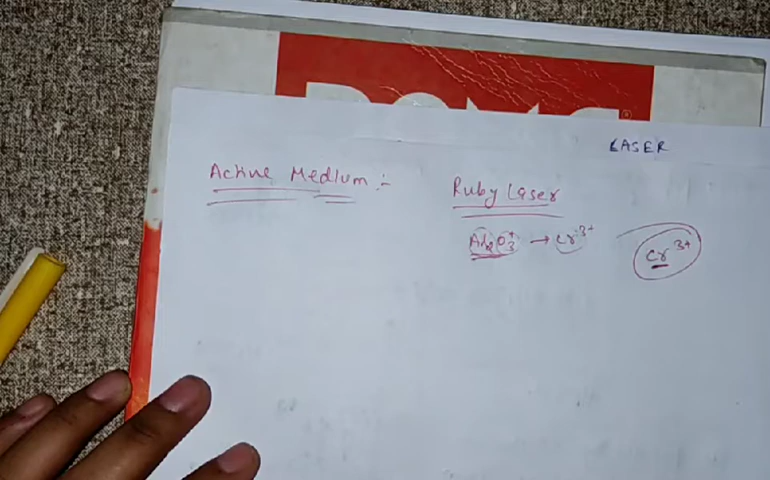 LASER
Active Medium :-
Ruby Laser
Al2O3 → Cr3+
Cr3+